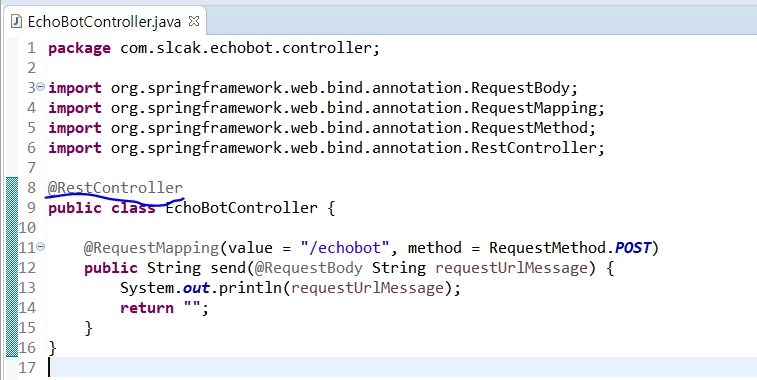 EchoBotController.java
1 package com.slcak.echobot.controller;
2
3 import org.springframework.web.bind.annotation.RequestBody;
4 import org.springframework.web.bind.annotation.RequestMapping;
5 import org.springframework.web.bind.annotation.RequestMethod;
6 import org.springframework.web.bind.annotation.RestController;
7
8 @RestController
9 public class EchoBotController {
10
11 @RequestMapping(value = "/echobot", method = RequestMethod.POST)
12 public String send(@RequestBody String requestUrlMessage) {
13 System.out.println(requestUrlMessage);
14 return "";
15 }
16 }
17